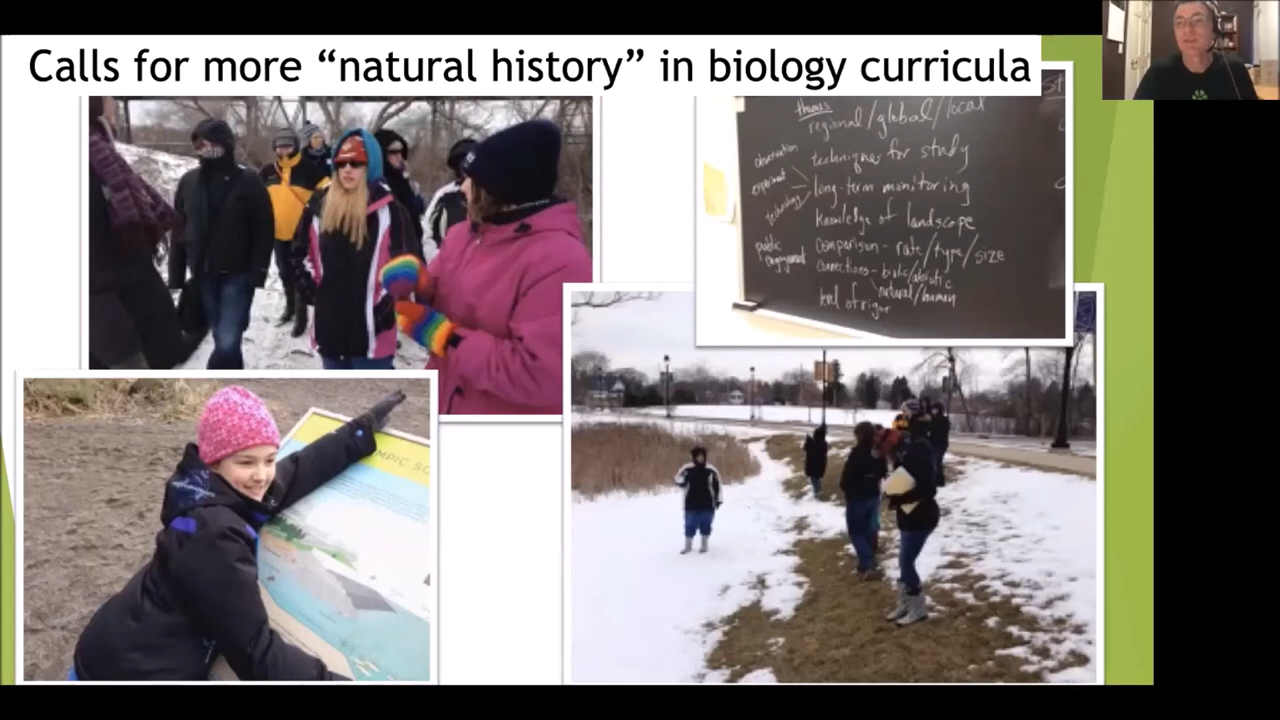 Calls for more “natural history” in biology curricula
themes
regional/global/local
observation
techniques for study
experiment
long-term monitoring
technology
knowledge of landscape
public
engagement
comparison - rate/type/size
connections - biotic/abiotic
natural/human
level of rigor
MPIC SC